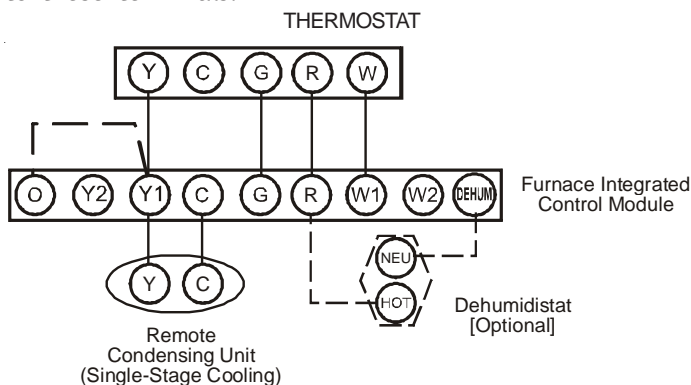 THERMOSTAT
Y C G R W
O Y2 Y1 C G R W1 W2 DEHUM
Furnace Integrated
Control Module
Y C
NEU
HOT
Dehumidistat
[Optional]
Remote
Condensing Unit
(Single-Stage Cooling)